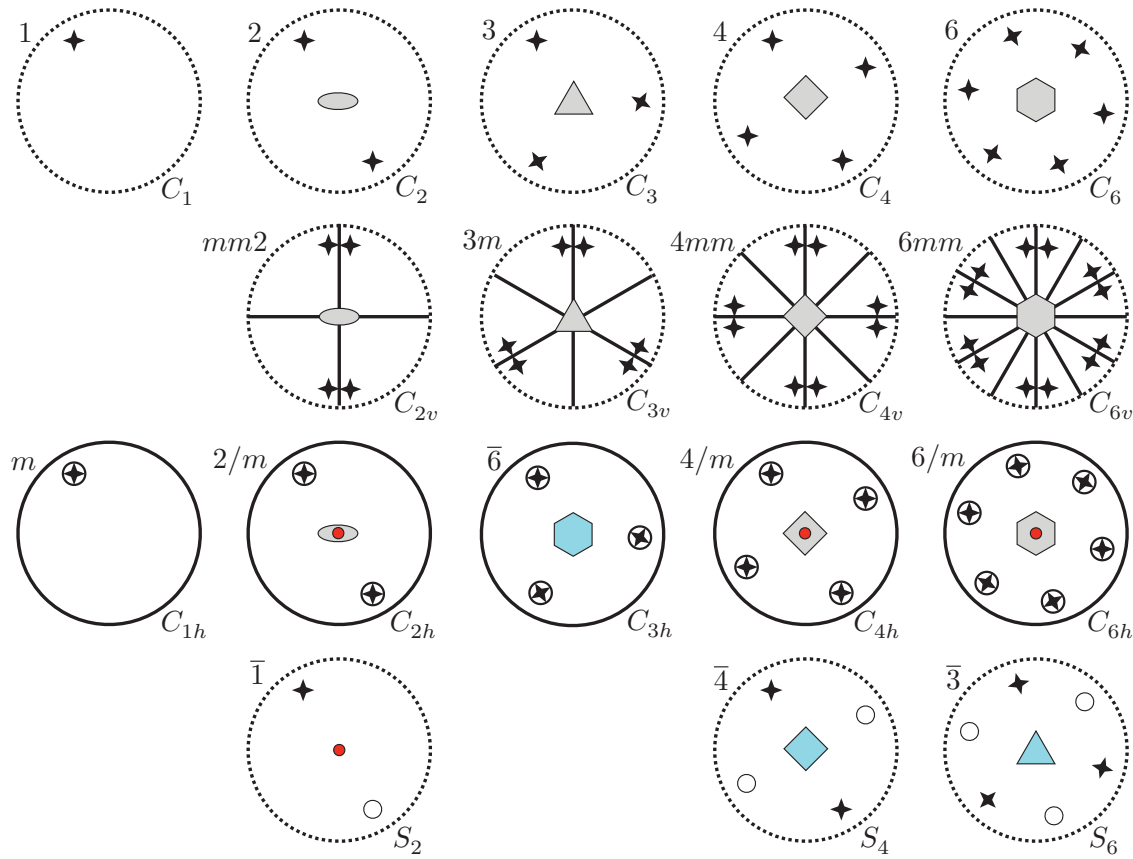 1 2 3 4 6
C₁ C₂ C₃ C₄ C₆
mm2 3m 4mm 6mm
C₂ᵥ C₃ᵥ C₄ᵥ C₆ᵥ
m 2/m 6̅ 4/m 6/m
C₁ₕ C₂ₕ C₃ₕ C₄ₕ C₆ₕ
1̅ 4̅ 3̅
S₂ S₄ S₆